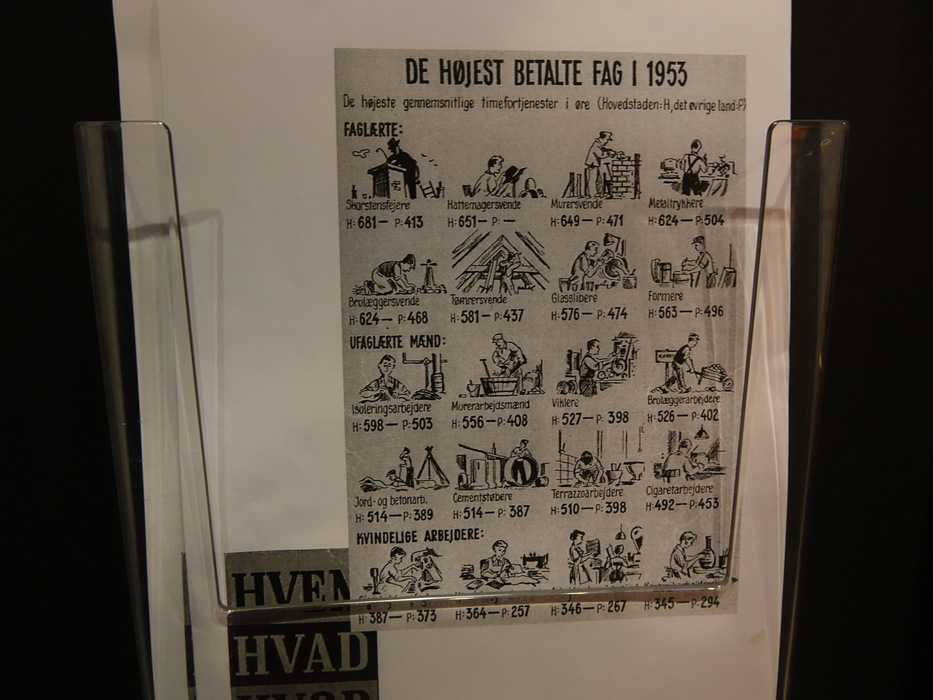 DE HØJEST BETALTE FAG I 1953
De højeste gennemsnitlige timefortjenester i øre (Hovedstaden: H, det øvrige land: P)
FAGLÆRTE:
Skorstensfejere Hattemagersvende Murersvende Metaltrykkere
H: 681 — P: 413 H: 651 — P: — H: 649 — P: 471 H: 624 — P: 504
Brolæggersvende Tømrersvende Glasslibere Formere
H: 624 — P: 468 H: 581 — P: 437 H: 576 — P: 474 H: 563 — P: 496
UFAGLÆRTE MÆND:
Isoleringsarbejdere Murerarbejdsmænd Viklere Brolæggerarbejdere
H: 598 — P: 503 H: 556 — P: 408 H: 527 — P: 398 H: 526 — P: 402
Jord- og betonarb. Cementstøbere Terrazzoarbejdere Cigaretarbejdere
H: 514 — P: 389 H: 514 — P: 387 H: 510 — P: 398 H: 492 — P: 453
KVINDELIGE ARBEJDERE:
H: 387 — P: 373 H: 364 — P: 257 H: 346 — P: 267 H: 345 — P: 294
HVEM
HVAD
HVOR